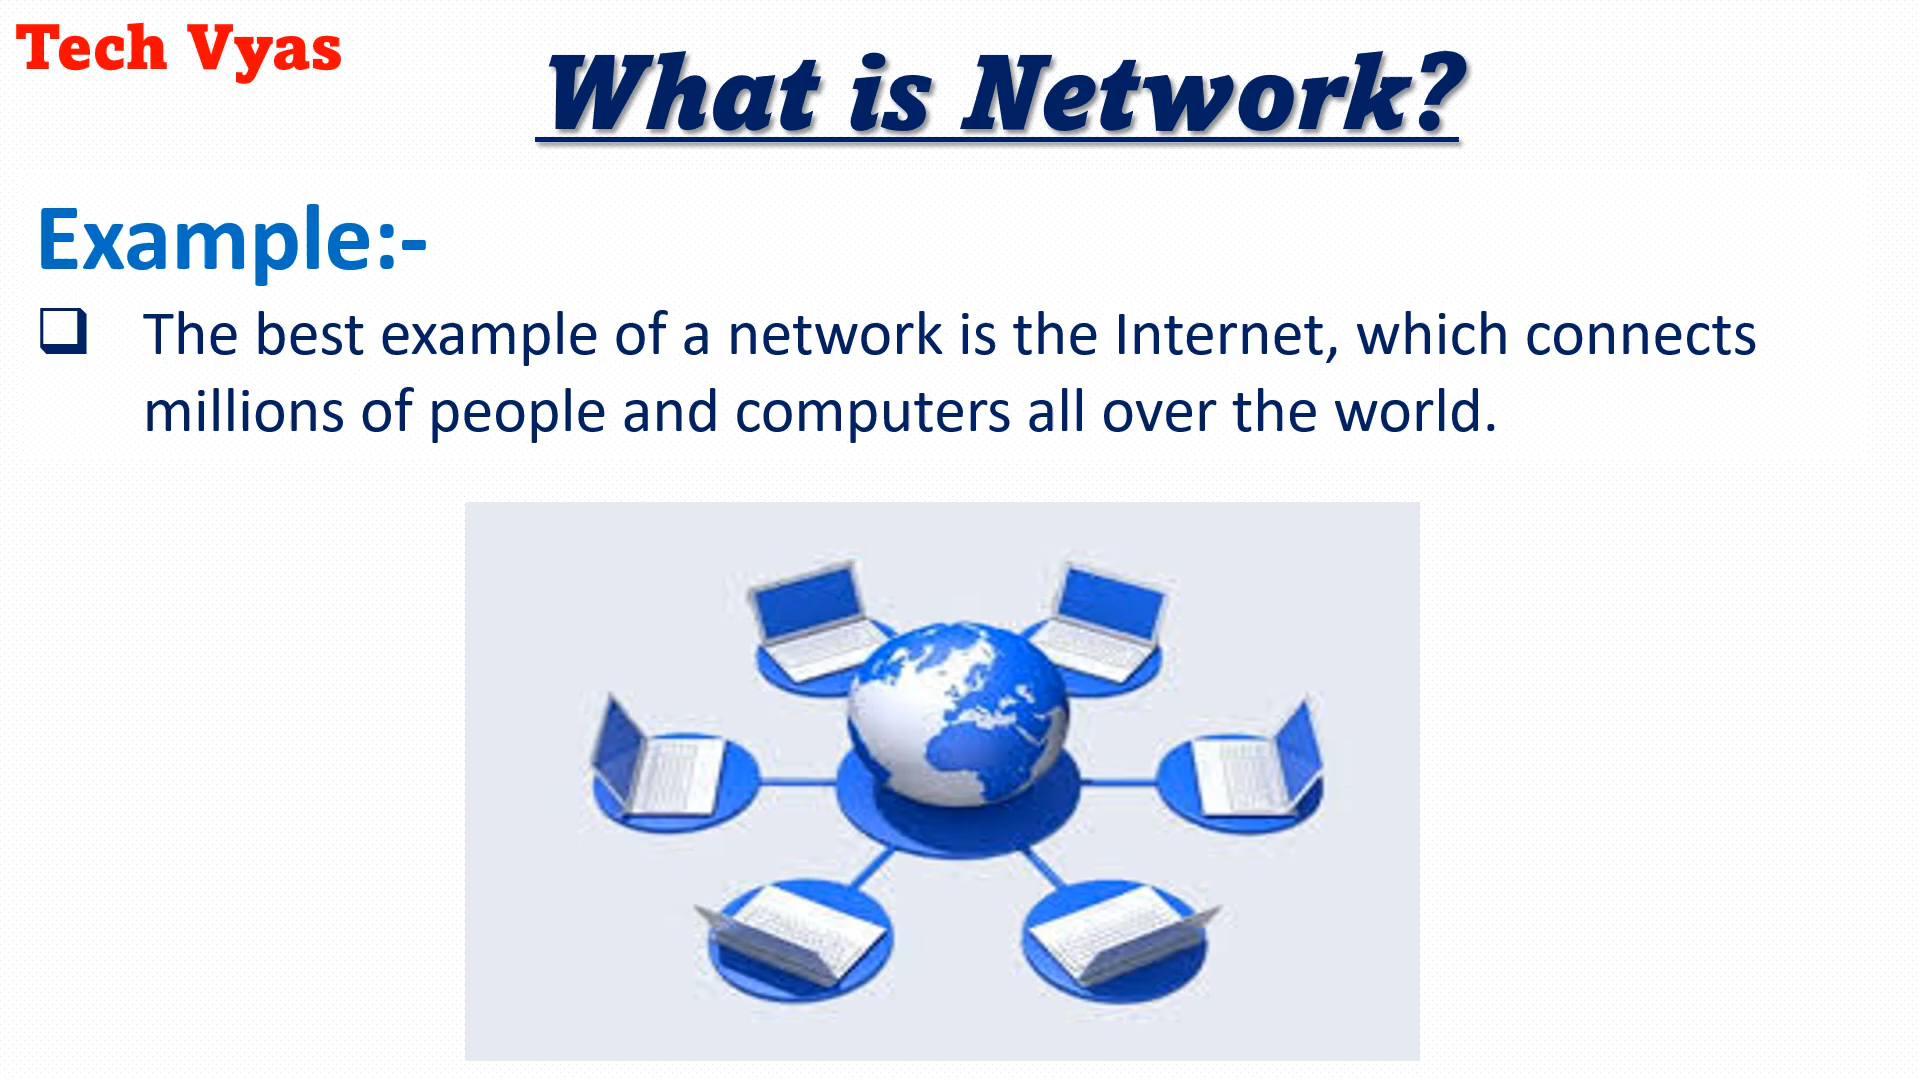 Tech Vyas
What is Network?
Example:-
❑ The best example of a network is the Internet, which connects
millions of people and computers all over the world.